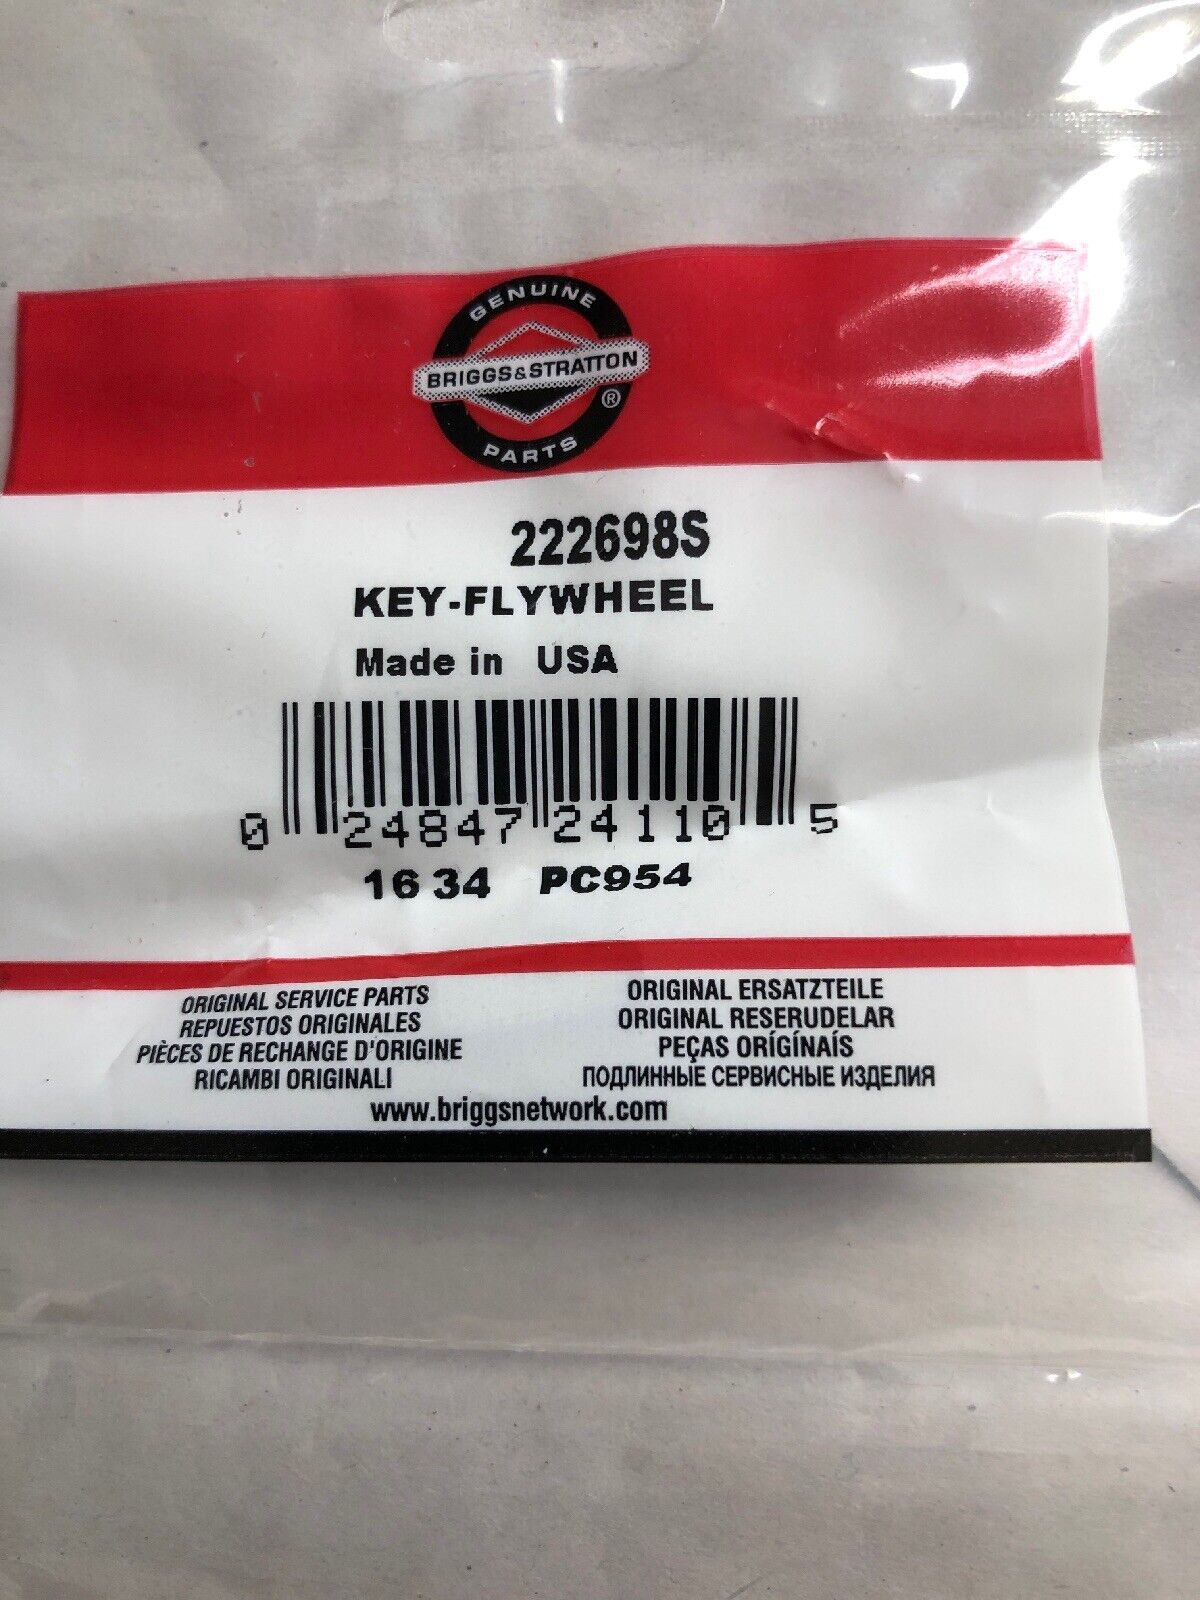 GENUINE
BRIGGS&STRATTON
®
PARTS
222698S
KEY-FLYWHEEL
Made in USA
0 24847 24110 5
16 34 PC954
ORIGINAL SERVICE PARTS
REPUESTOS ORIGINALES
PIÈCES DE RECHANGE D'ORIGINE
RICAMBI ORIGINALI
ORIGINAL ERSATZTEILE
ORIGINAL RESERUDELAR
PEÇAS ORÍGÍNAÍS
ПОДЛИННЫЕ СЕРВИСНЫЕ ИЗДЕЛИЯ
www.briggsnetwork.com